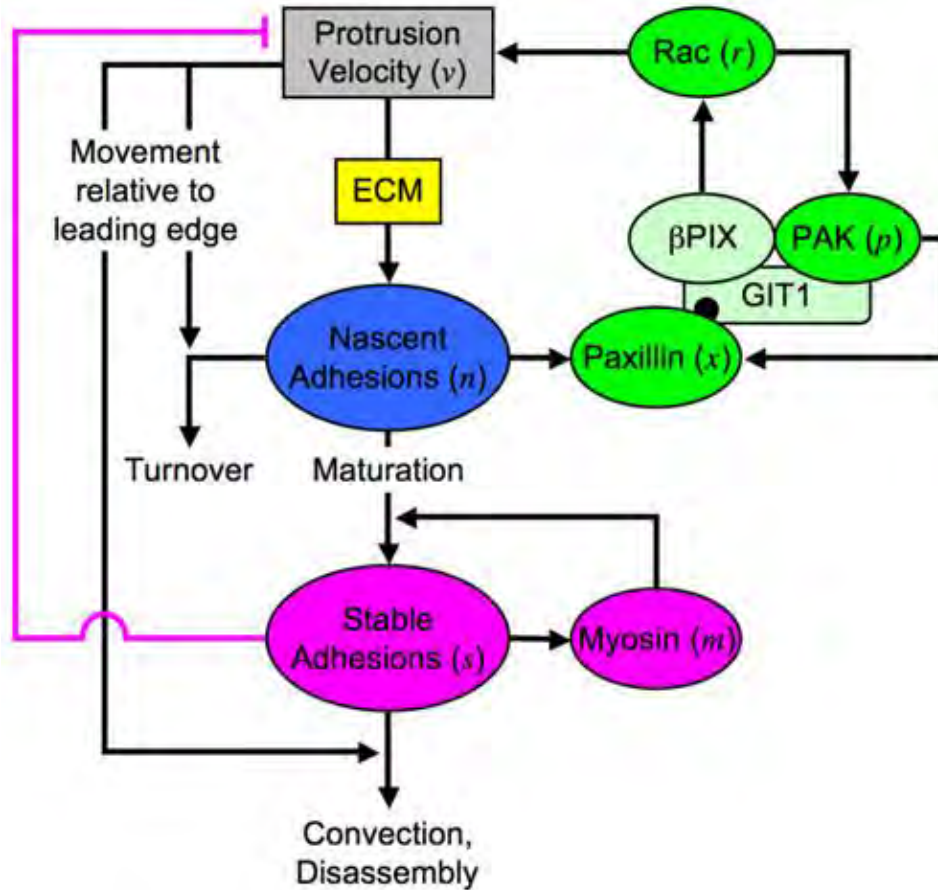 Protrusion
Velocity (v)
Rac (r)
Movement
relative to
leading edge
ECM
βPIX
PAK (p)
GIT1
Nascent
Adhesions (n)
Paxillin (x)
Turnover
Maturation
Stable
Adhesions (s)
Myosin (m)
Convection,
Disassembly